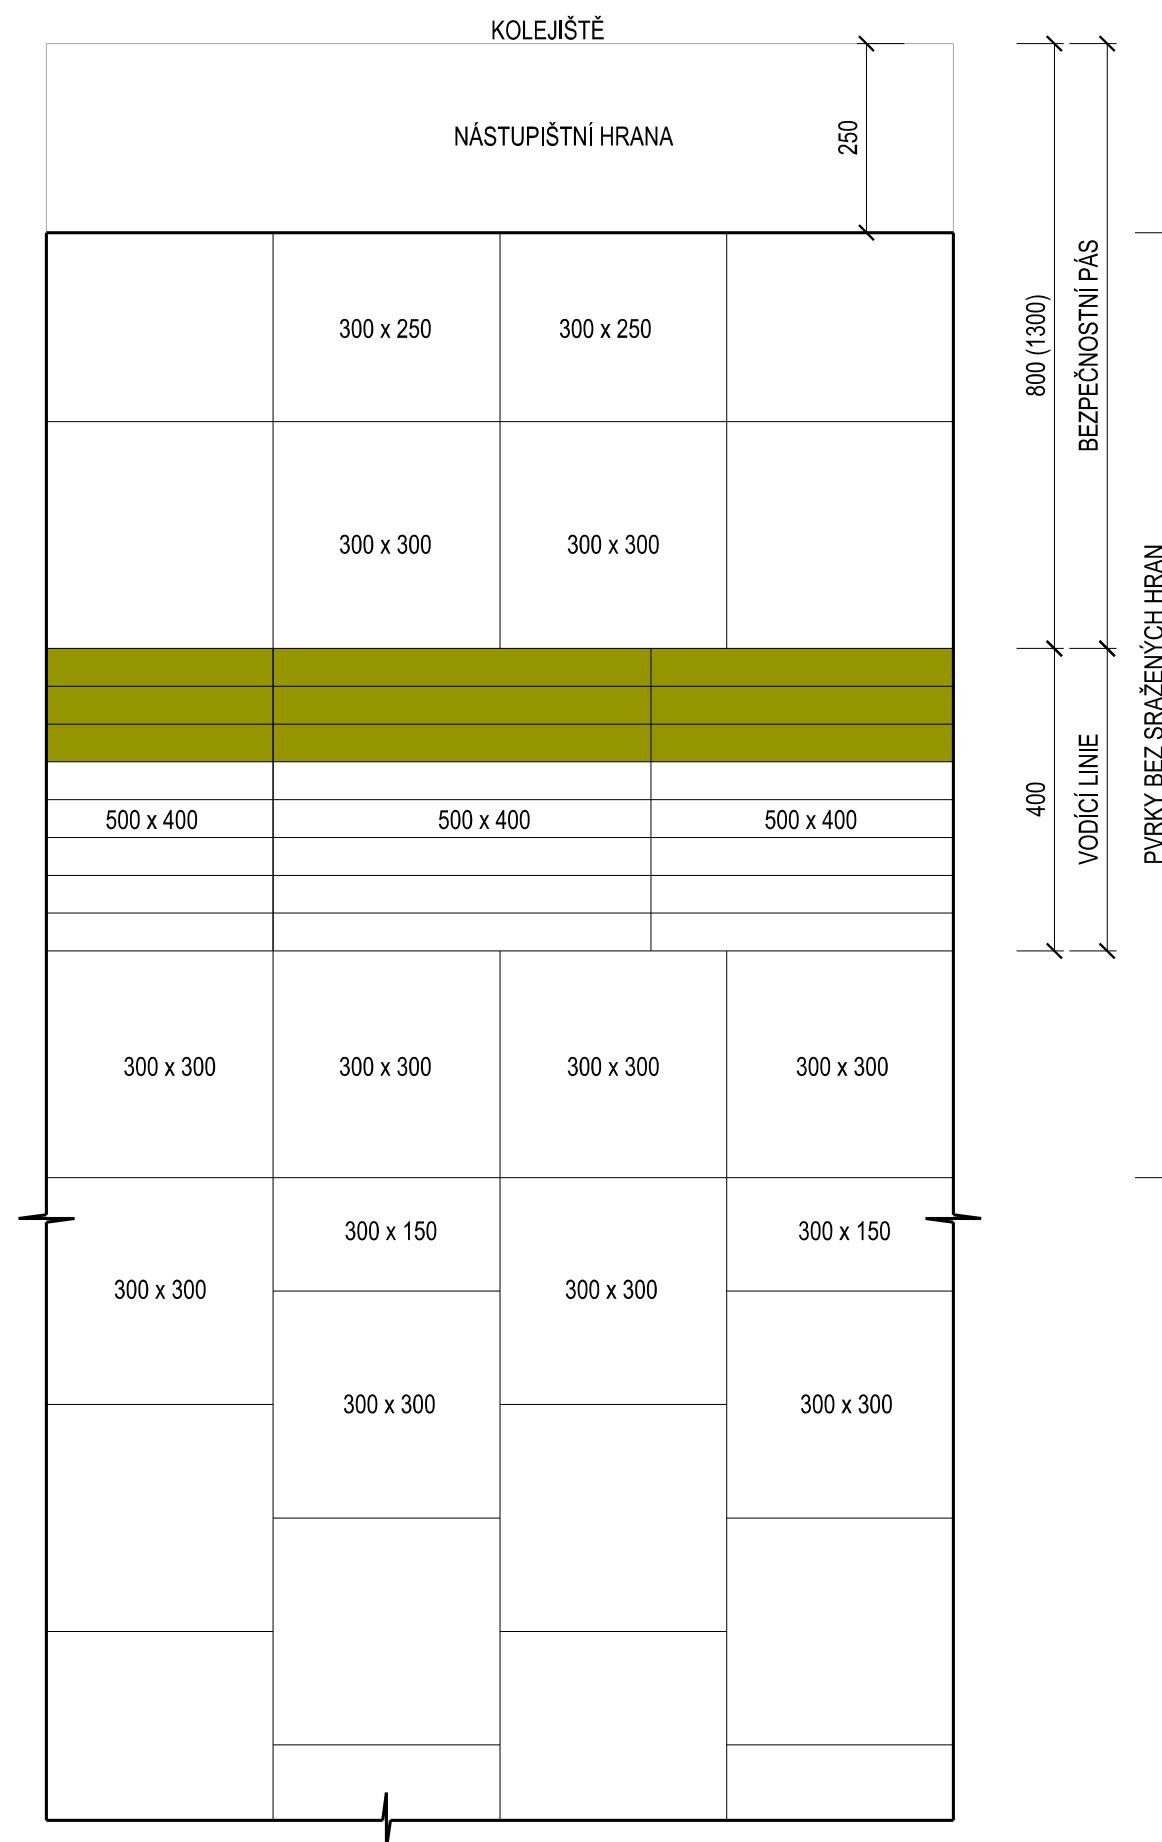 KOLEJIŠTĚ
NÁSTUPIŠTNÍ HRANA
250
300 x 250
300 x 250
800 (1300)
BEZPEČNOSTNÍ PÁS
300 x 300
300 x 300
PVRKY BEZ SRAŽENÝCH HRAN
500 x 400
500 x 400
500 x 400
400
VODÍCÍ LINIE
300 x 300
300 x 300
300 x 300
300 x 300
300 x 150
300 x 150
300 x 300
300 x 300
300 x 300
300 x 300